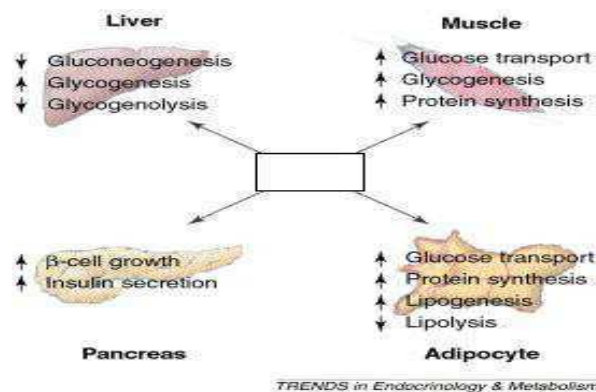 Liver
↓ Gluconeogenesis
↑ Glycogenesis
↓ Glycogenolysis
Muscle
↑ Glucose transport
↑ Glycogenesis
↑ Protein synthesis
↑ β-cell growth
↑ Insulin secretion
Pancreas
↑ Glucose transport
↑ Protein synthesis
↑ Lipogenesis
↓ Lipolysis
Adipocyte
TRENDS in Endocrinology & Metabolism